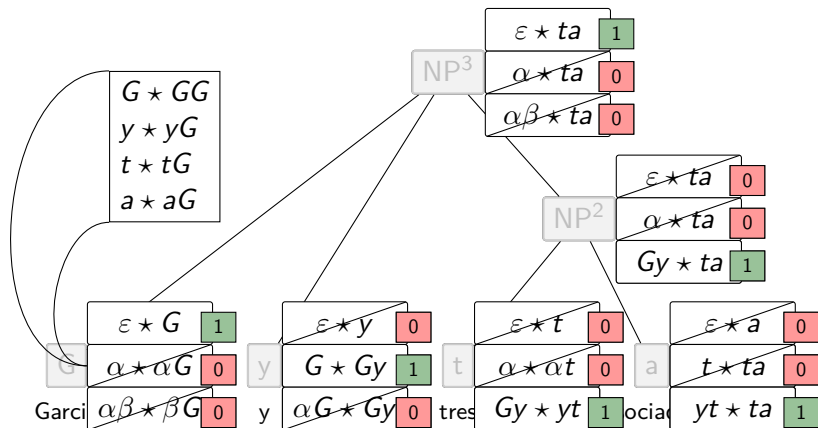 ε ⋆ ta 1
NP³ α ⋆ ta 0
αβ ⋆ ta 0
G ⋆ GG
y ⋆ yG
t ⋆ tG
a ⋆ aG
ε ⋆ ta 0
NP² α ⋆ ta 0
Gy ⋆ ta 1
ε ⋆ G 1 ε ⋆ y 0 ε ⋆ t 0 ε ⋆ a 0
G α ⋆ αG 0 y G ⋆ Gy 1 t α ⋆ αt 0 a t ⋆ ta 0
αβ ⋆ βG 0 y αG ⋆ Gy 0 tres Gy ⋆ yt 1 yt ⋆ ta 1